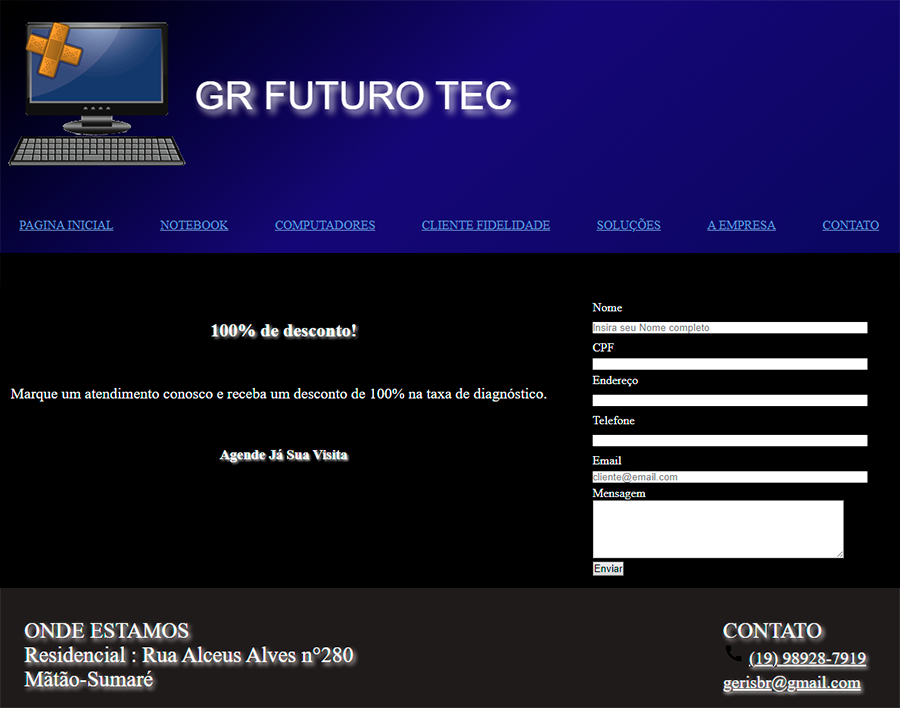 GR FUTURO TEC
PAGINA INICIAL NOTEBOOK COMPUTADORES CLIENTE FIDELIDADE SOLUÇÕES A EMPRESA CONTATO
100% de desconto!
Marque um atendimento conosco e receba um desconto de 100% na taxa de diagnóstico.
Agende Já Sua Visita
Nome
Insira seu Nome completo
CPF
Endereço
Telefone
Email
cliente@email.com
Mensagem
Enviar
ONDE ESTAMOS
Residencial : Rua Alceus Alves n°280
Mãtão-Sumaré
CONTATO
(19) 98928-7919
gerisbr@gmail.com